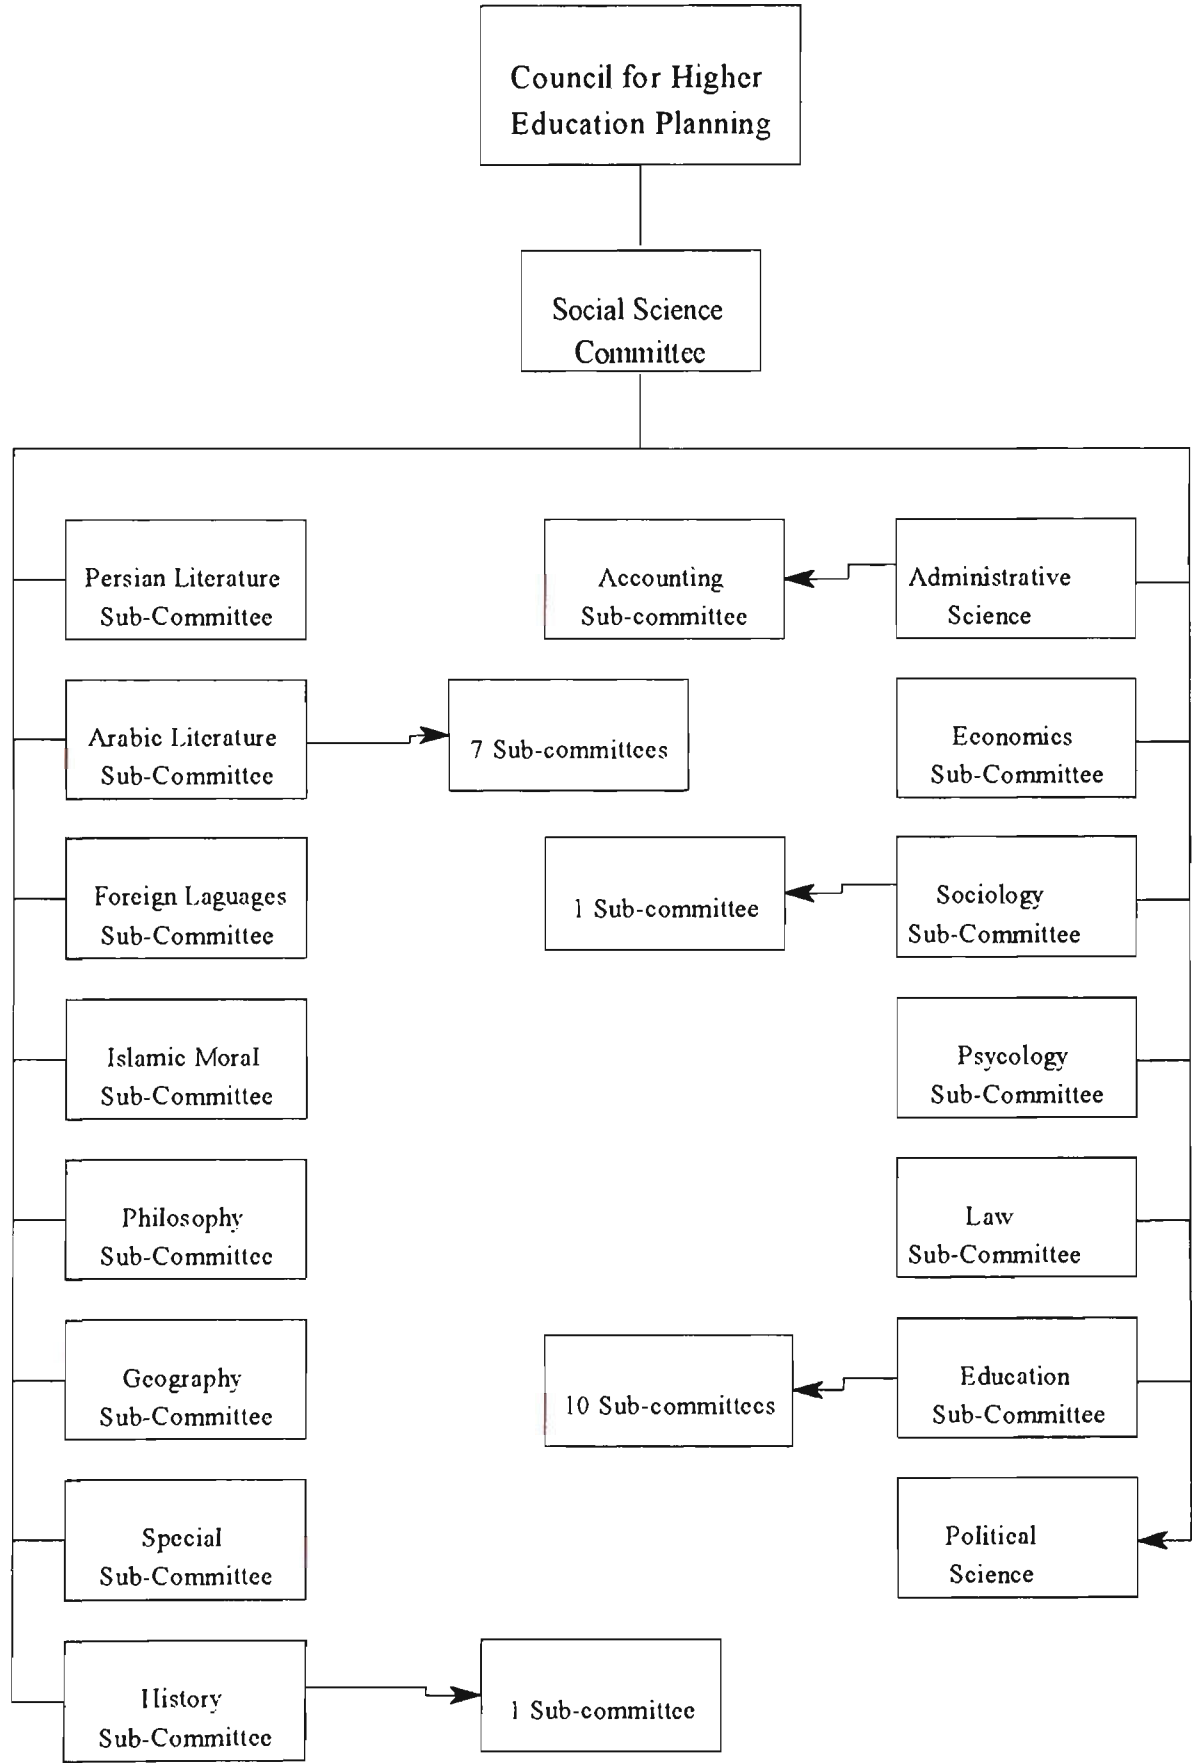 Council for Higher
Education Planning
Social Science
Committee
Persian Literature
Sub-Committee
Accounting
Sub-committee
Administrative
Science
Arabic Literature
Sub-Committee
7 Sub-committees
Economics
Sub-Committee
Foreign Laguages
Sub-Committee
1 Sub-committee
Sociology
Sub-Committee
Islamic Moral
Sub-Committee
Psycology
Sub-Committee
Philosophy
Sub-Committee
Law
Sub-Committee
Geography
Sub-Committee
10 Sub-committees
Education
Sub-Committee
Special
Sub-Committee
Political
Science
History
Sub-Committee
1 Sub-committee